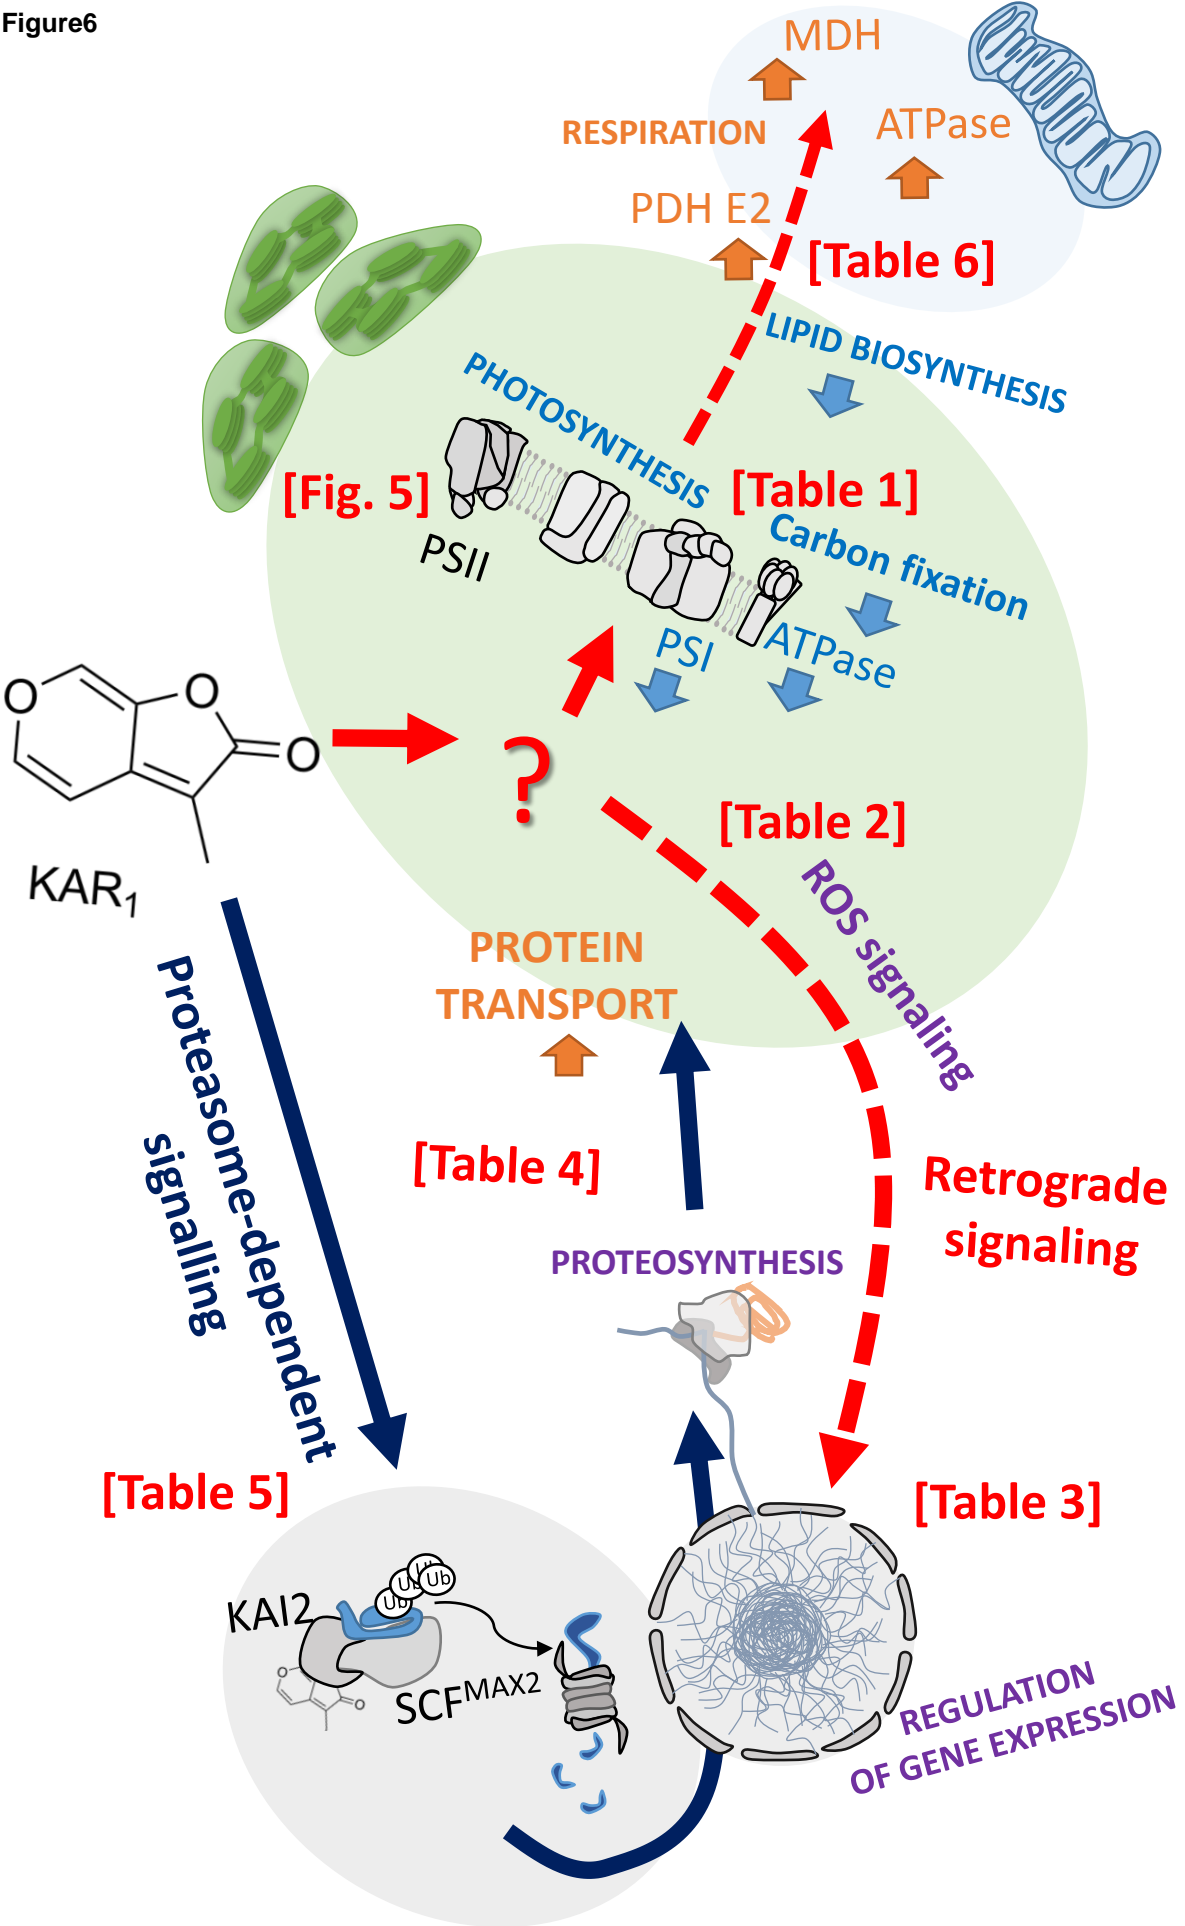 Figure6
MDH
RESPIRATION
ATPase
PDH E2
[Table 6]
LIPID BIOSYNTHESIS
PHOTOSYNTHESIS
[Fig. 5]
[Table 1]
PSII
Carbon fixation
PSI
ATPase
O
O
O
?
KAR1
[Table 2]
ROS signaling
PROTEIN
TRANSPORT
Proteasome-dependent
signalling
[Table 4]
Retrograde
signaling
PROTEOSYNTHESIS
[Table 5]
[Table 3]
Ub
Ub
Ub
KAI2
SCFMAX2
O
O
O
REGULATION
OF GENE EXPRESSION